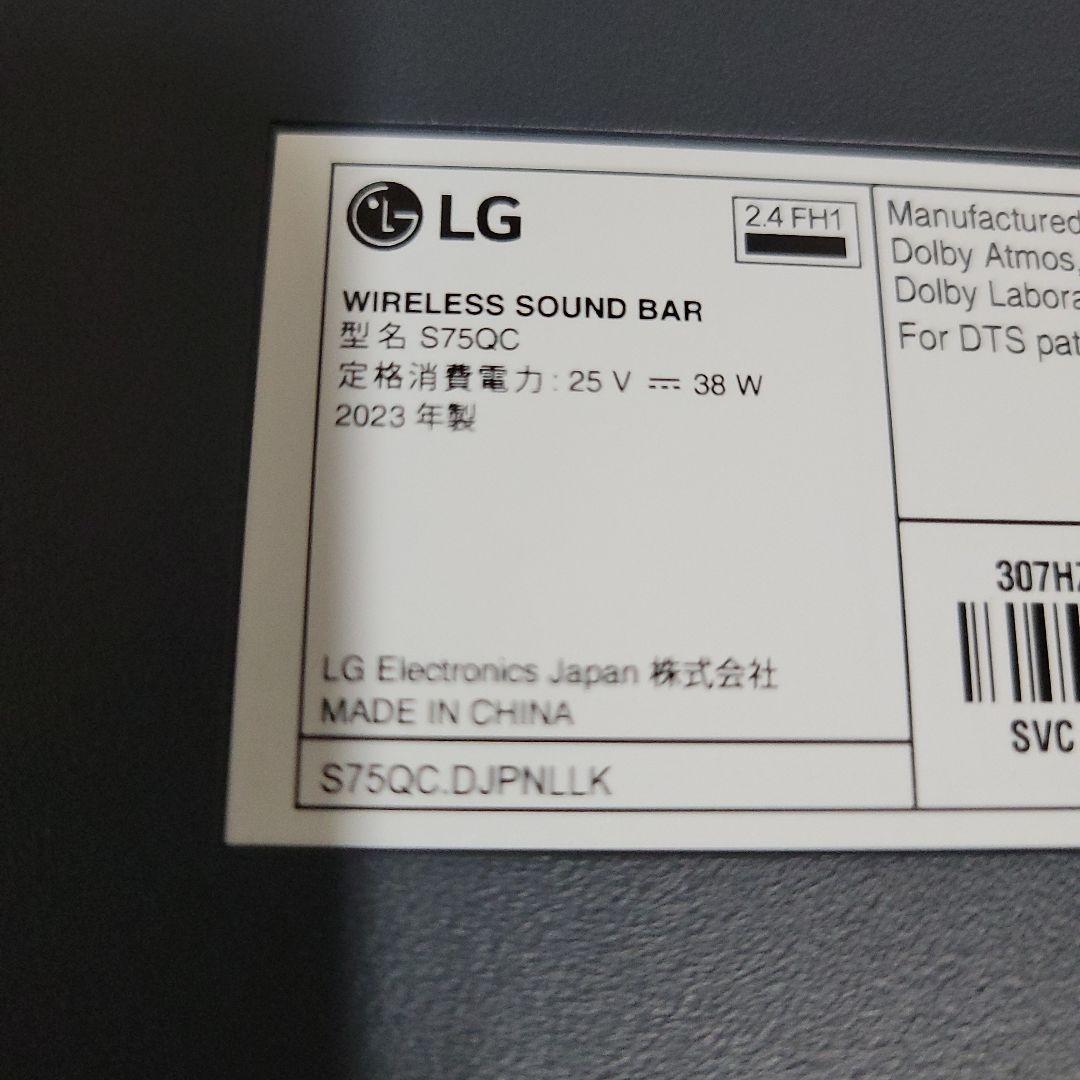 LG
2.4 FH1
WIRELESS SOUND BAR
型名 S75QC
定格消費電力: 25 V ⎓ 38 W
2023 年製
LG Electronics Japan 株式会社
MADE IN CHINA
S75QC.DJPNLLK
Manufactured
Dolby Atmos,
Dolby Labora
For DTS pat
307HZ
SVC